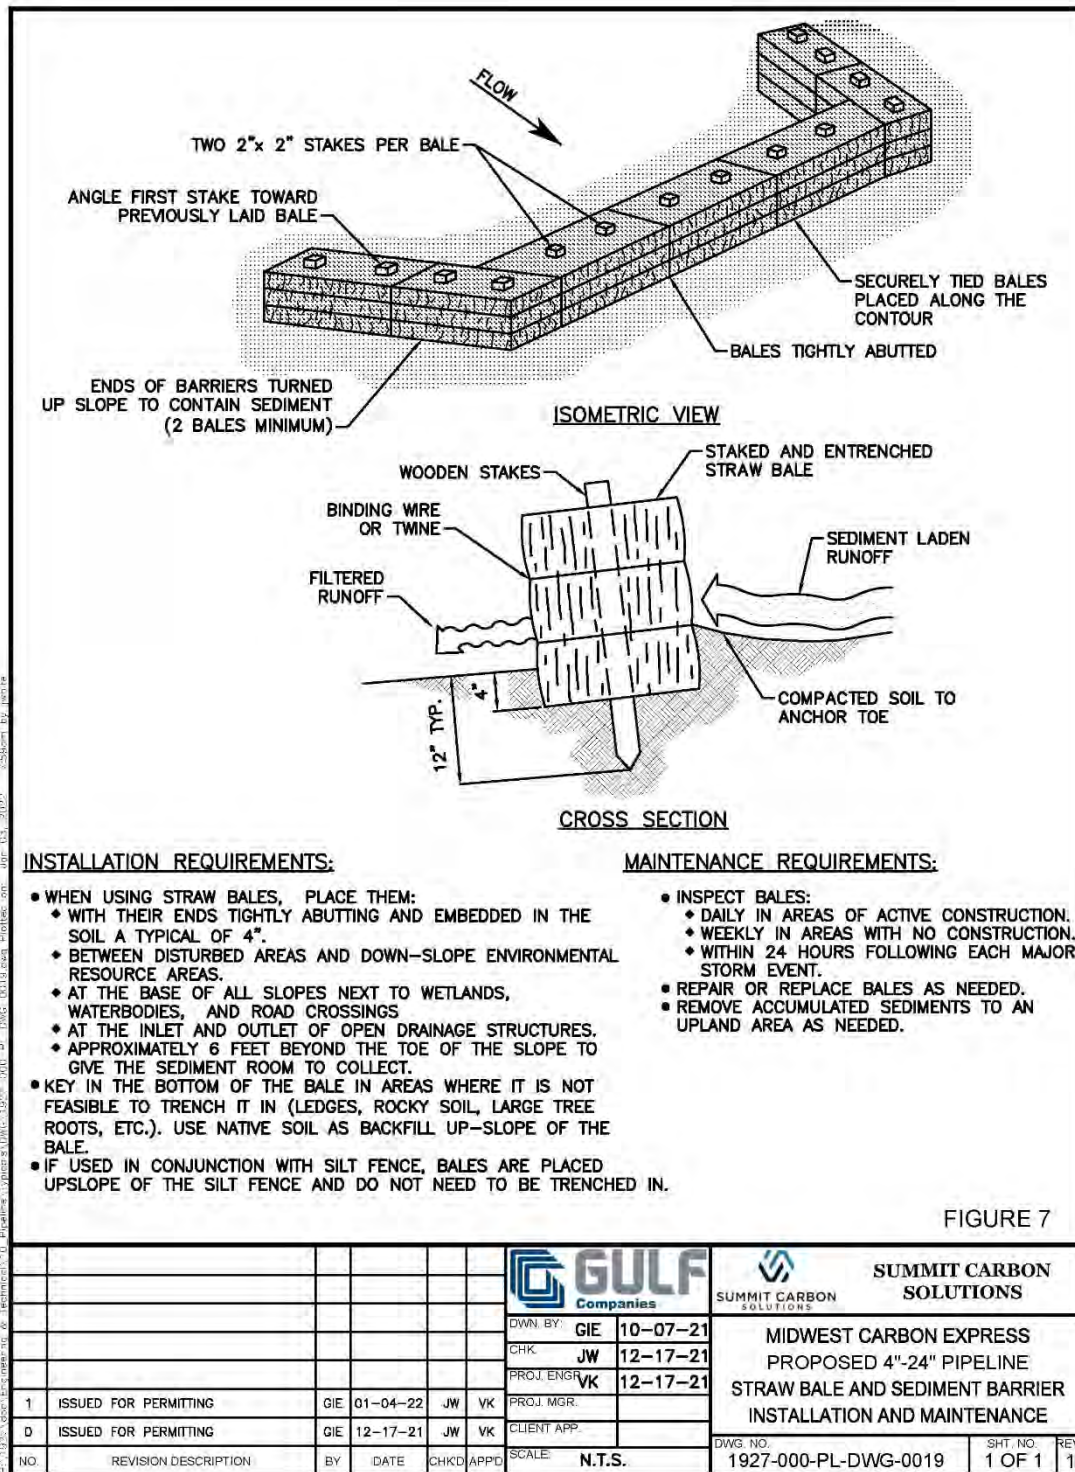 FLOW
TWO 2"x 2" STAKES PER BALE
ANGLE FIRST STAKE TOWARD
PREVIOUSLY LAID BALE
SECURELY TIED BALES
PLACED ALONG THE
CONTOUR
BALES TIGHTLY ABUTTED
ENDS OF BARRIERS TURNED
UP SLOPE TO CONTAIN SEDIMENT
(2 BALES MINIMUM)
ISOMETRIC VIEW
WOODEN STAKES
STAKED AND ENTRENCHED
STRAW BALE
BINDING WIRE
OR TWINE
SEDIMENT LADEN
RUNOFF
FILTERED
RUNOFF
4"
12" TYP.
COMPACTED SOIL TO
ANCHOR TOE
CROSS SECTION
INSTALLATION REQUIREMENTS:
• WHEN USING STRAW BALES, PLACE THEM:
◆ WITH THEIR ENDS TIGHTLY ABUTTING AND EMBEDDED IN THE
SOIL A TYPICAL OF 4".
◆ BETWEEN DISTURBED AREAS AND DOWN-SLOPE ENVIRONMENTAL
RESOURCE AREAS.
◆ AT THE BASE OF ALL SLOPES NEXT TO WETLANDS,
WATERBODIES, AND ROAD CROSSINGS
◆ AT THE INLET AND OUTLET OF OPEN DRAINAGE STRUCTURES.
◆ APPROXIMATELY 6 FEET BEYOND THE TOE OF THE SLOPE TO
GIVE THE SEDIMENT ROOM TO COLLECT.
• KEY IN THE BOTTOM OF THE BALE IN AREAS WHERE IT IS NOT
FEASIBLE TO TRENCH IT IN (LEDGES, ROCKY SOIL, LARGE TREE
ROOTS, ETC.). USE NATIVE SOIL AS BACKFILL UP-SLOPE OF THE
BALE.
• IF USED IN CONJUNCTION WITH SILT FENCE, BALES ARE PLACED
UPSLOPE OF THE SILT FENCE AND DO NOT NEED TO BE TRENCHED IN.
MAINTENANCE REQUIREMENTS:
• INSPECT BALES:
◆ DAILY IN AREAS OF ACTIVE CONSTRUCTION.
◆ WEEKLY IN AREAS WITH NO CONSTRUCTION.
◆ WITHIN 24 HOURS FOLLOWING EACH MAJOR
STORM EVENT.
• REPAIR OR REPLACE BALES AS NEEDED.
• REMOVE ACCUMULATED SEDIMENTS TO AN
UPLAND AREA AS NEEDED.
FIGURE 7
1 ISSUED FOR PERMITTING GIE 01-04-22 JW VK
0 ISSUED FOR PERMITTING GIE 12-17-21 JW VK
NO. REVISION DESCRIPTION BY DATE CHK'D APP'D
GULF
Companies
DWN. BY: GIE 10-07-21
CHK. JW 12-17-21
PROJ. ENGR. VK 12-17-21
PROJ. MGR.
CLIENT APP.
SCALE: N.T.S.
SUMMIT CARBON
SOLUTIONS
SUMMIT CARBON
SOLUTIONS
MIDWEST CARBON EXPRESS
PROPOSED 4"-24" PIPELINE
STRAW BALE AND SEDIMENT BARRIER
INSTALLATION AND MAINTENANCE
DWG. NO.
1927-000-PL-DWG-0019
SHT. NO.
1 OF 1
REV
1